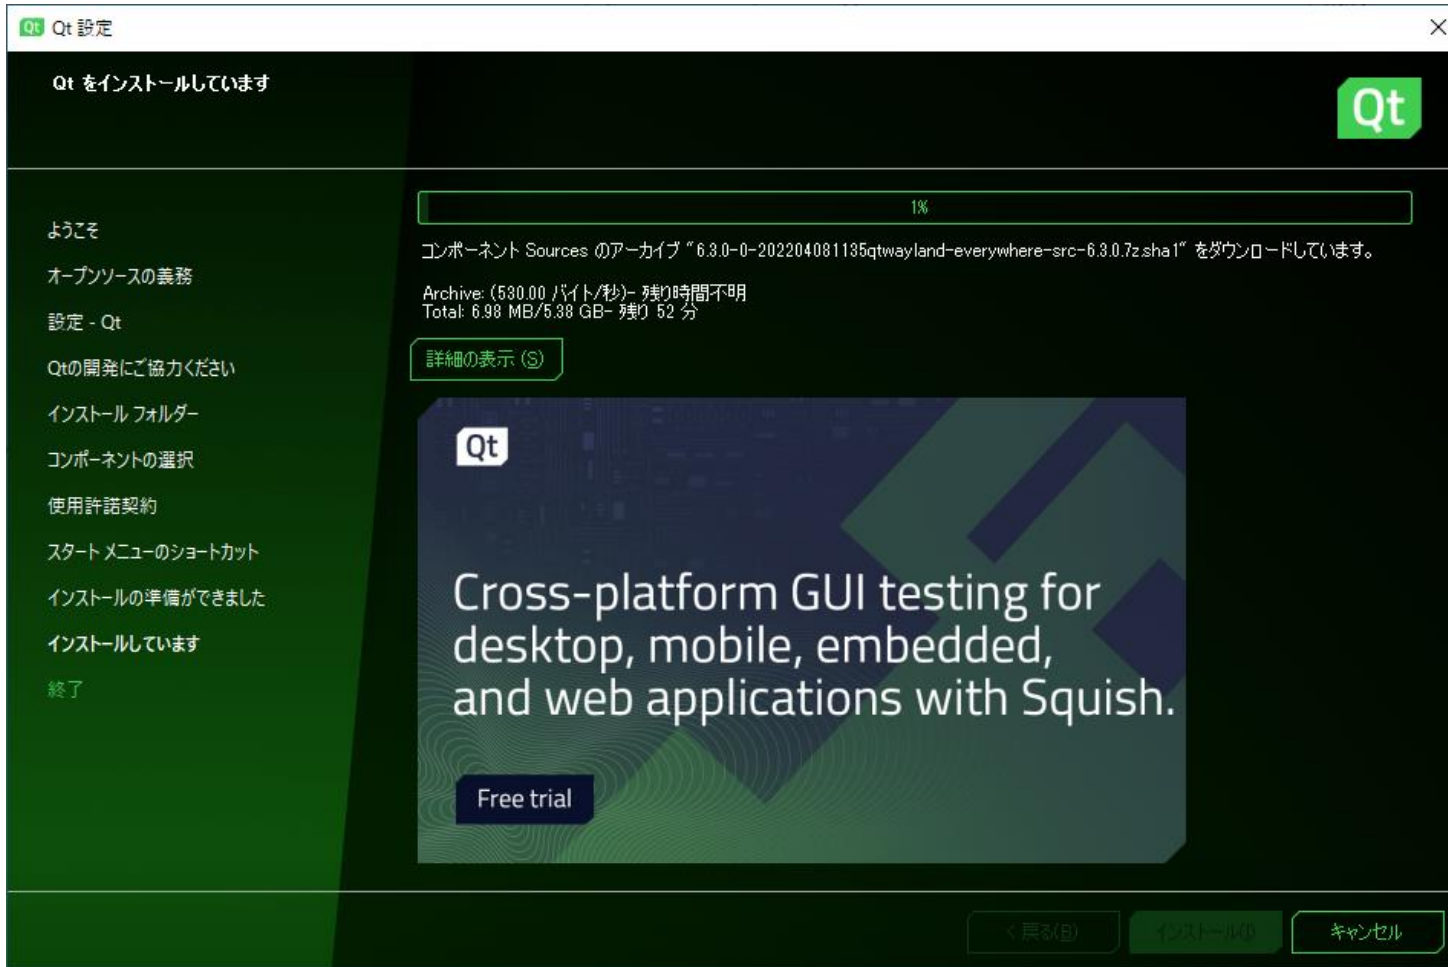 Qt Qt 設定
Qt をインストールしています
Qt
ようこそ
オープンソースの義務
設定 - Qt
Qtの開発にご協力ください
インストール フォルダー
コンポーネントの選択
使用許諾契約
スタート メニューのショートカット
インストールの準備ができました
インストールしています
終了
1%
コンポーネント Sources のアーカイブ "6.3.0-0-202204081135qtwayland-everywhere-src-6.3.0.7z.sha1" をダウンロードしています。
Archive: (530.00 バイト/秒)- 残り時間不明
Total: 6.98 MB/5.38 GB- 残り 52 分
詳細の表示 (S)
Qt
Cross-platform GUI testing for
desktop, mobile, embedded,
and web applications with Squish.
Free trial
< 戻る(B)
インストール(I)
キャンセル